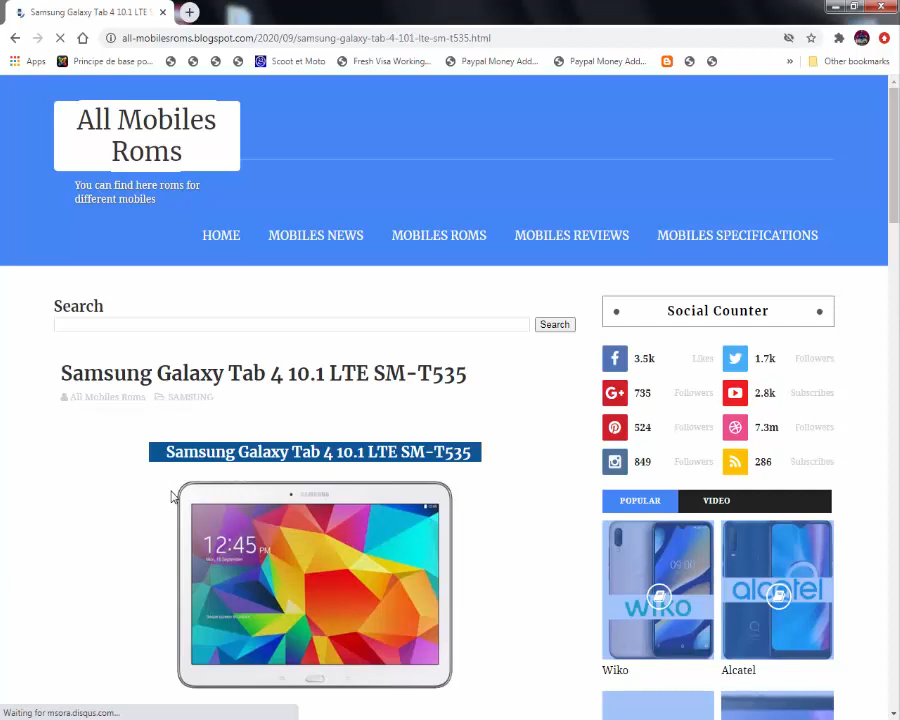 Samsung Galaxy Tab 4 10.1 LTE S
all-mobilesroms.blogspot.com/2020/09/samsung-galaxy-tab-4-101-lte-sm-t535.html
Apps Principe de base po... Scoot et Moto Fresh Visa Working... Paypal Money Add... Paypal Money Add... » Other bookmarks
All Mobiles
Roms
You can find here roms for
different mobiles
HOME MOBILES NEWS MOBILES ROMS MOBILES REVIEWS MOBILES SPECIFICATIONS
Search
Search
Samsung Galaxy Tab 4 10.1 LTE SM-T535
All Mobiles Roms SAMSUNG
Samsung Galaxy Tab 4 10.1 LTE SM-T535
SAMSUNG
12:45 PM
Social Counter
3.5k Likes 1.7k Followers
735 Followers 2.8k Subscribes
524 Followers 7.3m Followers
849 Followers 286 Subscribes
POPULAR VIDEO
09:00
WIKO alcatel
Wiko Alcatel
Waiting for msora.disqus.com...